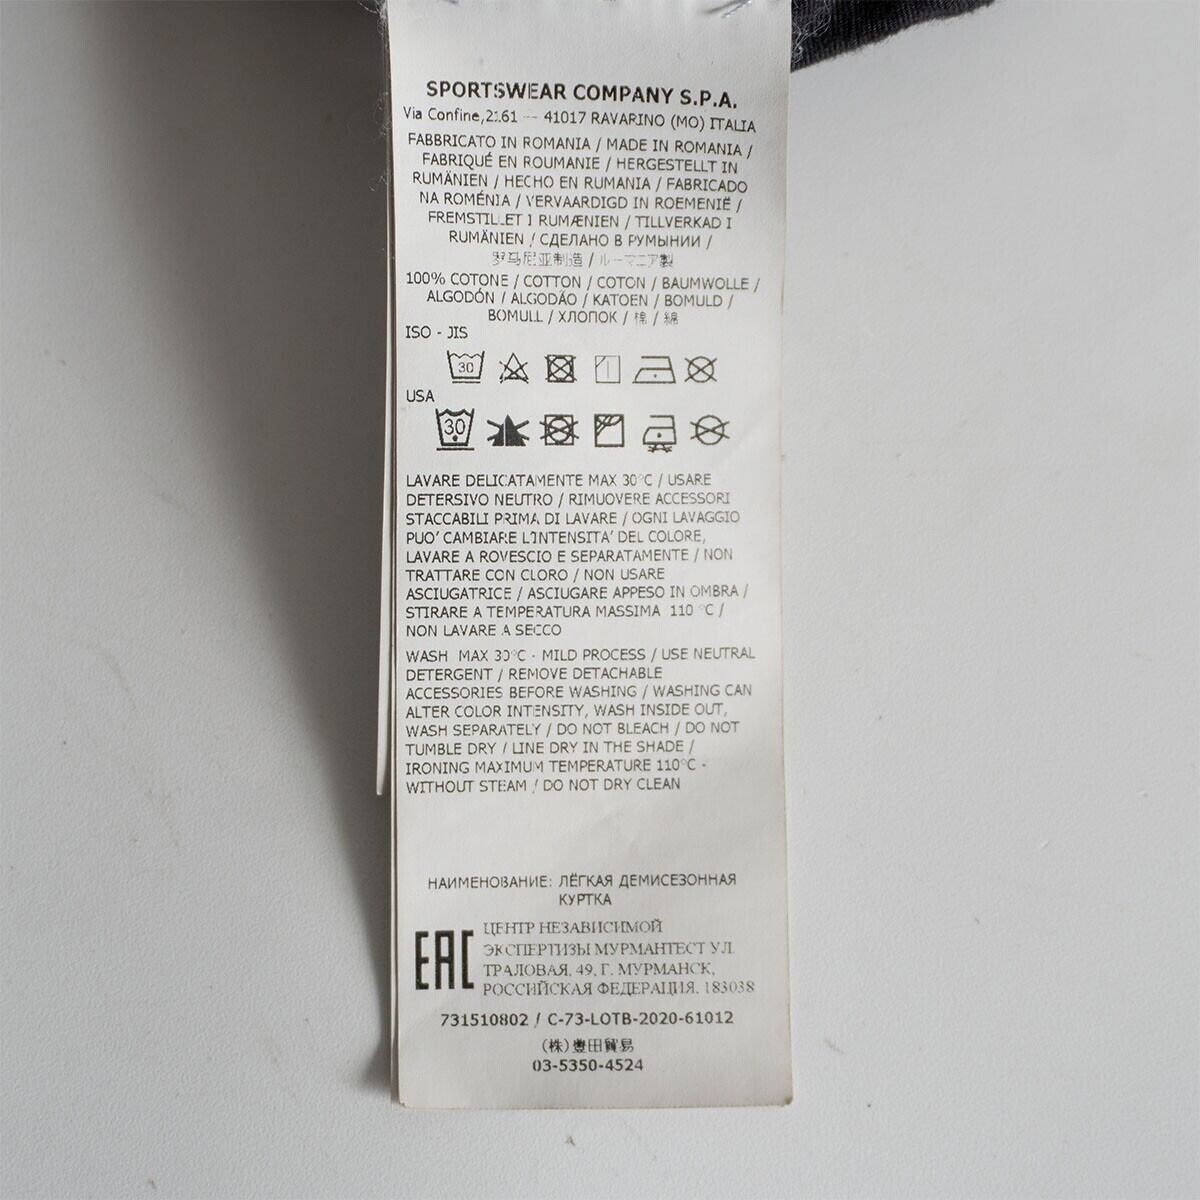 SPORTSWEAR COMPANY S.P.A.
Via Confine,2161 -- 41017 RAVARINO (MO) ITALIA
FABBRICATO IN ROMANIA / MADE IN ROMANIA /
FABRIQUÉ EN ROUMANIE / HERGESTELLT IN
RUMÄNIEN / HECHO EN RUMANIA / FABRICADO
NA ROMÉNIA / VERVAARDIGD IN ROEMENIË /
FREMSTILLET I RUMÆNIEN / TILLVERKAD I
RUMÄNIEN / СДЕЛАНО В РУМЫНИИ /
罗马尼亚制造 / ルーマニア製
100% COTONE / COTTON / COTON / BAUMWOLLE /
ALGODÓN / ALGODÃO / KATOEN / BOMULD /
BOMULL / ХЛОПОК / 棉 / 綿
ISO - JIS
30
USA
30
LAVARE DELICATAMENTE MAX 30°C / USARE
DETERSIVO NEUTRO / RIMUOVERE ACCESSORI
STACCABILI PRIMA DI LAVARE / OGNI LAVAGGIO
PUO' CAMBIARE L'INTENSITA' DEL COLORE,
LAVARE A ROVESCIO E SEPARATAMENTE / NON
TRATTARE CON CLORO / NON USARE
ASCIUGATRICE / ASCIUGARE APPESO IN OMBRA /
STIRARE A TEMPERATURA MASSIMA 110 °C /
NON LAVARE A SECCO
WASH MAX 30°C - MILD PROCESS / USE NEUTRAL
DETERGENT / REMOVE DETACHABLE
ACCESSORIES BEFORE WASHING / WASHING CAN
ALTER COLOR INTENSITY, WASH INSIDE OUT,
WASH SEPARATELY / DO NOT BLEACH / DO NOT
TUMBLE DRY / LINE DRY IN THE SHADE /
IRONING MAXIMUM TEMPERATURE 110°C -
WITHOUT STEAM / DO NOT DRY CLEAN
НАИМЕНОВАНИЕ: ЛЁГКАЯ ДЕМИСЕЗОННАЯ
КУРТКА
EAC
ЦЕНТР НЕЗАВИСИМОЙ
ЭКСПЕРТИЗЫ МУРМАНТЕСТ УЛ.
ТРАЛОВАЯ, 49, Г. МУРМАНСК,
РОССИЙСКАЯ ФЕДЕРАЦИЯ, 183038
731510802 / C-73-LOTB-2020-61012
(株)豊田貿易
03-5350-4524